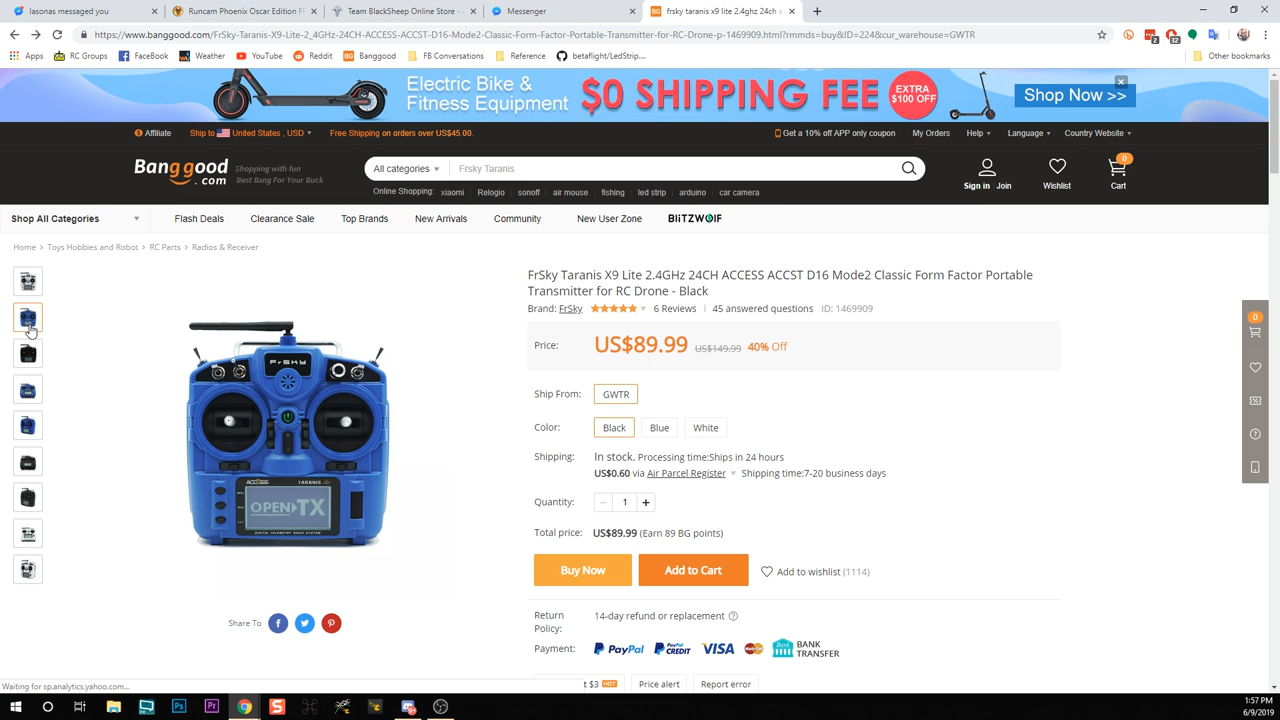 Iasonas messaged you
Runcam Phoenix Oscar Edition F
Team BlackSheep Online Store -
Messenger
frsky taranis x9 lite 2.4ghz 24ch
https://www.banggood.com/FrSky-Taranis-X9-Lite-2_4GHz-24CH-ACCESS-ACCST-D16-Mode2-Classic-Form-Factor-Portable-Transmitter-for-RC-Drone-p-1469909.html?rmmds=buy&ID=224&cur_warehouse=GWTR
Apps RC Groups FaceBook Weather YouTube Reddit Banggood FB Conversations Reference betaflight/LedStrip.... Other bookmarks
Electric Bike &
Fitness Equipment
$0 SHIPPING FEE
EXTRA
$100 OFF
Shop Now >>
Affiliate Ship to United States , USD Free Shipping on orders over US$45.00. Get a 10% off APP only coupon My Orders Help Language Country Website
Banggood
.com
Shopping with fun
Best Bang For Your Buck
All categories Frsky Taranis
Online Shopping: xiaomi Relogio sonoff air mouse fishing led strip arduino car camera
Sign in Join
Wishlist
0
Cart
Shop All Categories Flash Deals Clearance Sale Top Brands New Arrivals Community New User Zone BLITZWOLF
Home > Toys Hobbies and Robot > RC Parts > Radios & Receiver
FrSky Taranis X9 Lite 2.4GHz 24CH ACCESS ACCST D16 Mode2 Classic Form Factor Portable
Transmitter for RC Drone - Black
Brand: FrSky 6 Reviews 45 answered questions ID: 1469909
Price: US$89.99 US$149.99 40% Off
Ship From: GWTR
Color: Black Blue White
Shipping: In stock. Processing time:Ships in 24 hours
US$0.60 via Air Parcel Register Shipping time:7-20 business days
Quantity: 1
Total price: US$89.99 (Earn 89 BG points)
Buy Now Add to Cart Add to wishlist (1114)
Return
Policy:
14-day refund or replacement
Payment: PayPal PayPal CREDIT VISA BANK
TRANSFER
t $3 HOT Price alert Report error
FrSKY
ACCESS TARANIS
OPEN TX
DIGITAL TELEMETRY RADIO SYSTEM
Share To
0
Waiting for sp.analytics.yahoo.com...
1:57 PM
6/9/2019